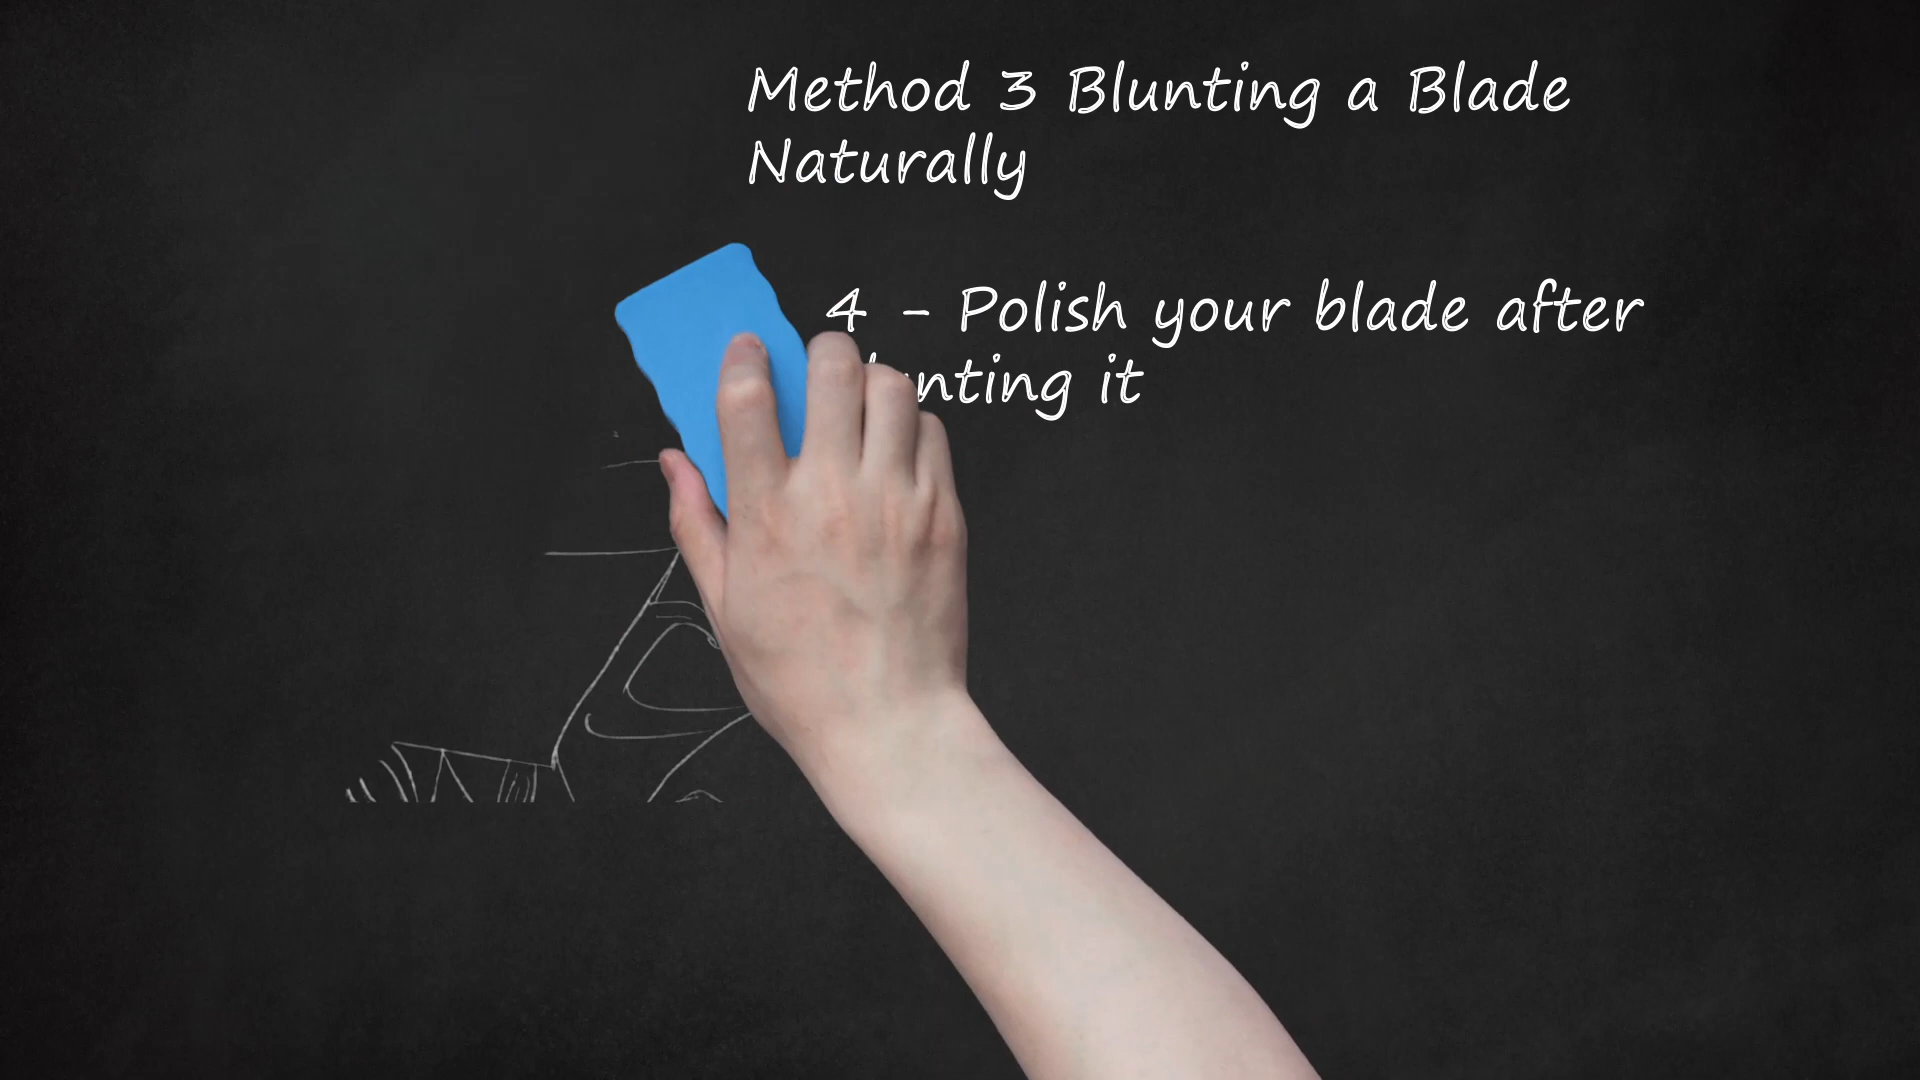 Method 3 Blunting a Blade
Naturally
4 - Polish your blade after
it